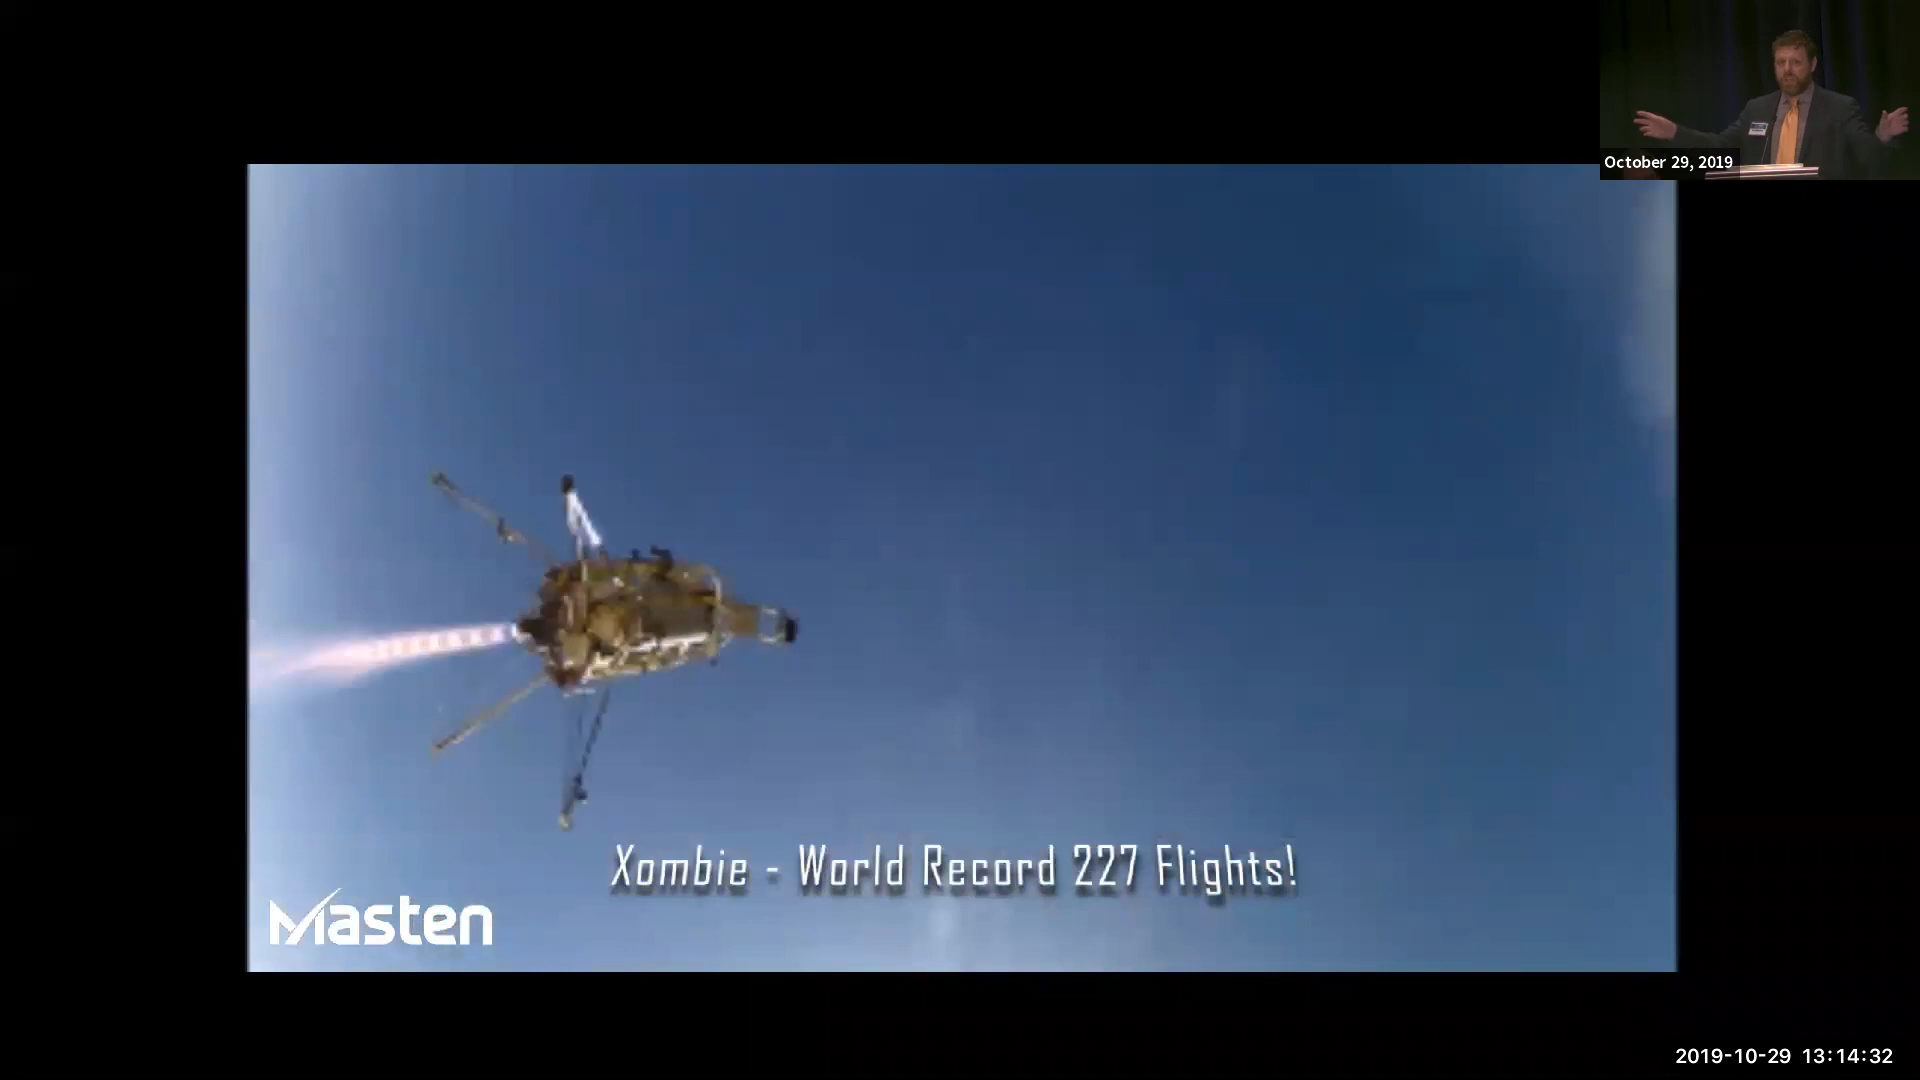 October 29, 2019
Xombie - World Record 227 Flights!
Masten
2019-10-29 13:14:32